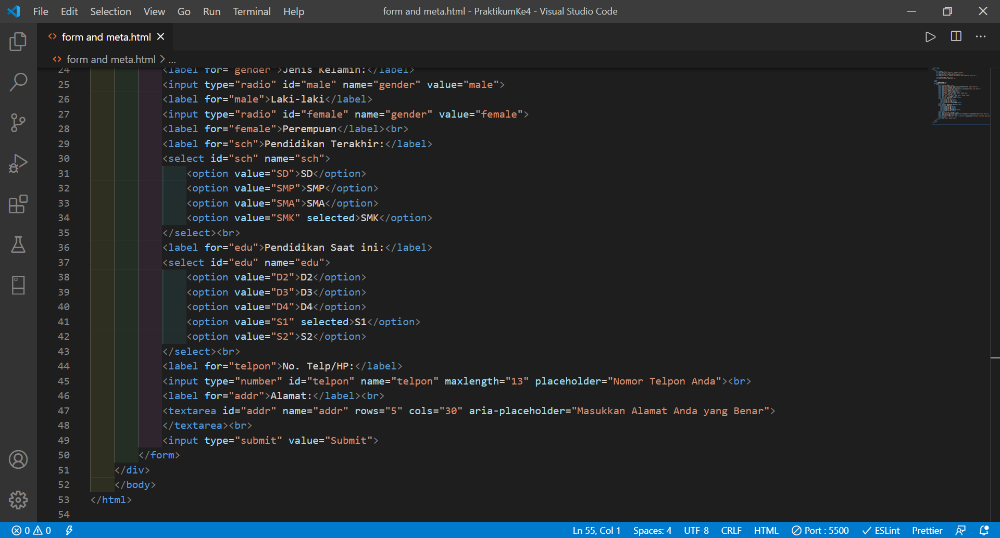 File Edit Selection View Go Run Terminal Help form and meta.html - PraktikumKe4 - Visual Studio Code
form and meta.html
form and meta.html > ...
24 <label for="gender">Jenis Kelamin:</label>
25 <input type="radio" id="male" name="gender" value="male">
26 <label for="male">Laki-laki</label>
27 <input type="radio" id="female" name="gender" value="female">
28 <label for="female">Perempuan</label><br>
29 <label for="sch">Pendidikan Terakhir:</label>
30 <select id="sch" name="sch">
31 <option value="SD">SD</option>
32 <option value="SMP">SMP</option>
33 <option value="SMA">SMA</option>
34 <option value="SMK" selected>SMK</option>
35 </select><br>
36 <label for="edu">Pendidikan Saat ini:</label>
37 <select id="edu" name="edu">
38 <option value="D2">D2</option>
39 <option value="D3">D3</option>
40 <option value="D4">D4</option>
41 <option value="S1" selected>S1</option>
42 <option value="S2">S2</option>
43 </select><br>
44 <label for="telpon">No. Telp/HP:</label>
45 <input type="number" id="telpon" name="telpon" maxlength="13" placeholder="Nomor Telpon Anda"><br>
46 <label for="addr">Alamat:</label><br>
47 <textarea id="addr" name="addr" rows="5" cols="30" aria-placeholder="Masukkan Alamat Anda yang Benar">
48 </textarea><br>
49 <input type="submit" value="Submit">
50 </form>
51 </div>
52 </body>
53 </html>
54
0 0 Ln 55, Col 1 Spaces: 4 UTF-8 CRLF HTML Port : 5500 ESLint Prettier